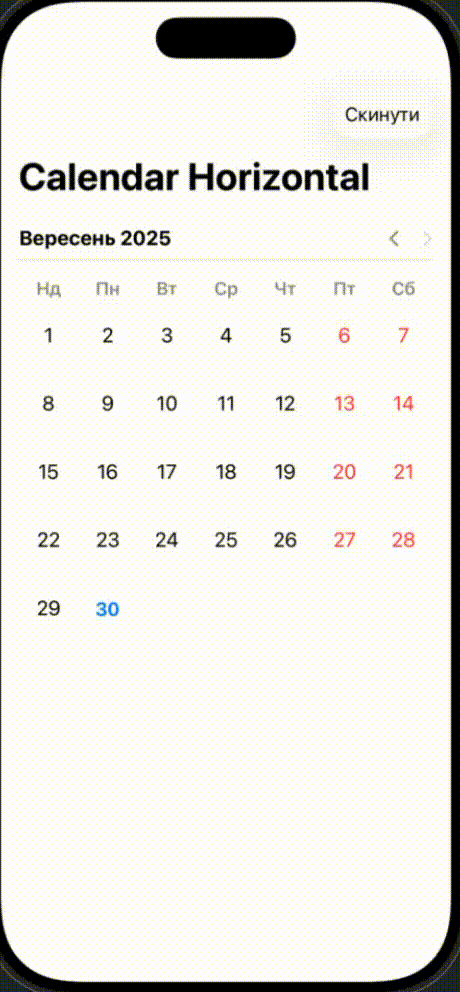 Скинути
Calendar Horizontal
Вересень 2025
Нд Пн Вт Ср Чт Пт Сб
1 2 3 4 5 6 7
8 9 10 11 12 13 14
15 16 17 18 19 20 21
22 23 24 25 26 27 28
29 30